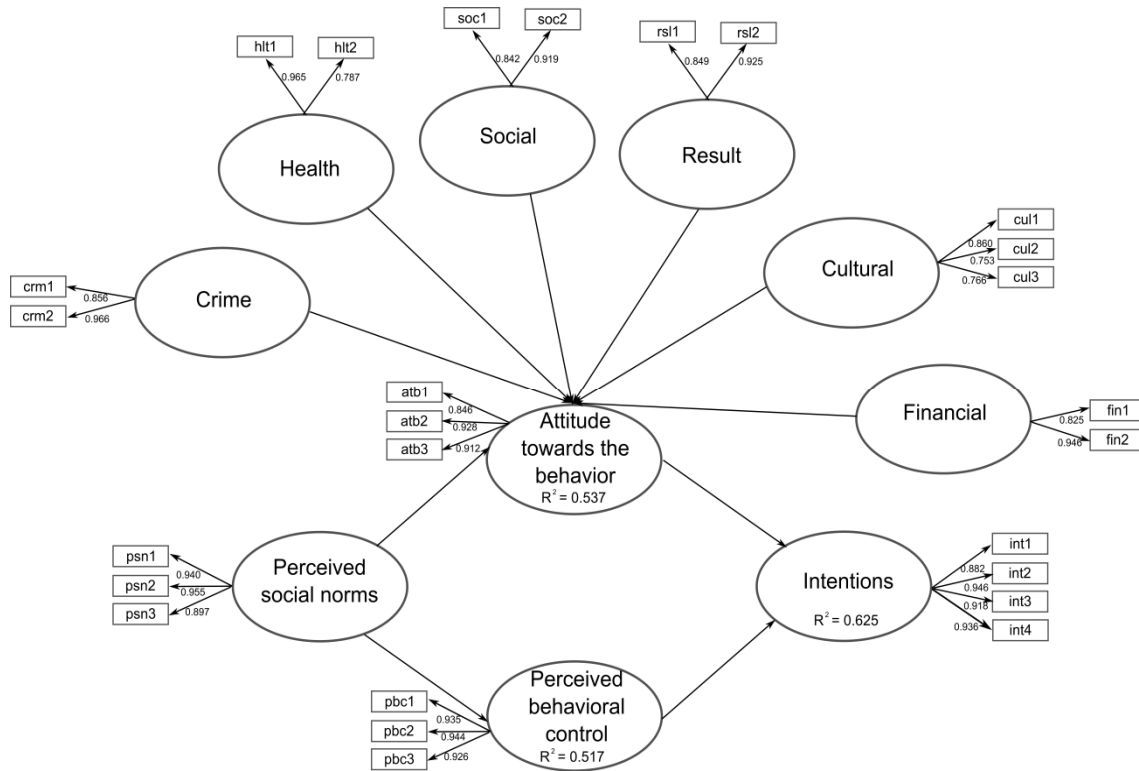 soc1
soc2
0.842
0.919
Social
rsl1
rsl2
0.849
0.925
Result
hlt1
hlt2
0.965
0.787
Health
cul1
cul2
cul3
0.860
0.753
0.766
Cultural
crm1
crm2
0.856
0.966
Crime
fin1
fin2
0.825
0.946
Financial
atb1
atb2
atb3
0.846
0.928
0.912
Attitude
towards the
behavior
R² = 0.537
psn1
psn2
psn3
0.940
0.955
0.897
Perceived
social norms
int1
int2
int3
int4
0.882
0.946
0.918
0.936
Intentions
R² = 0.625
pbc1
pbc2
pbc3
0.935
0.944
0.926
Perceived
behavioral
control
R² = 0.517